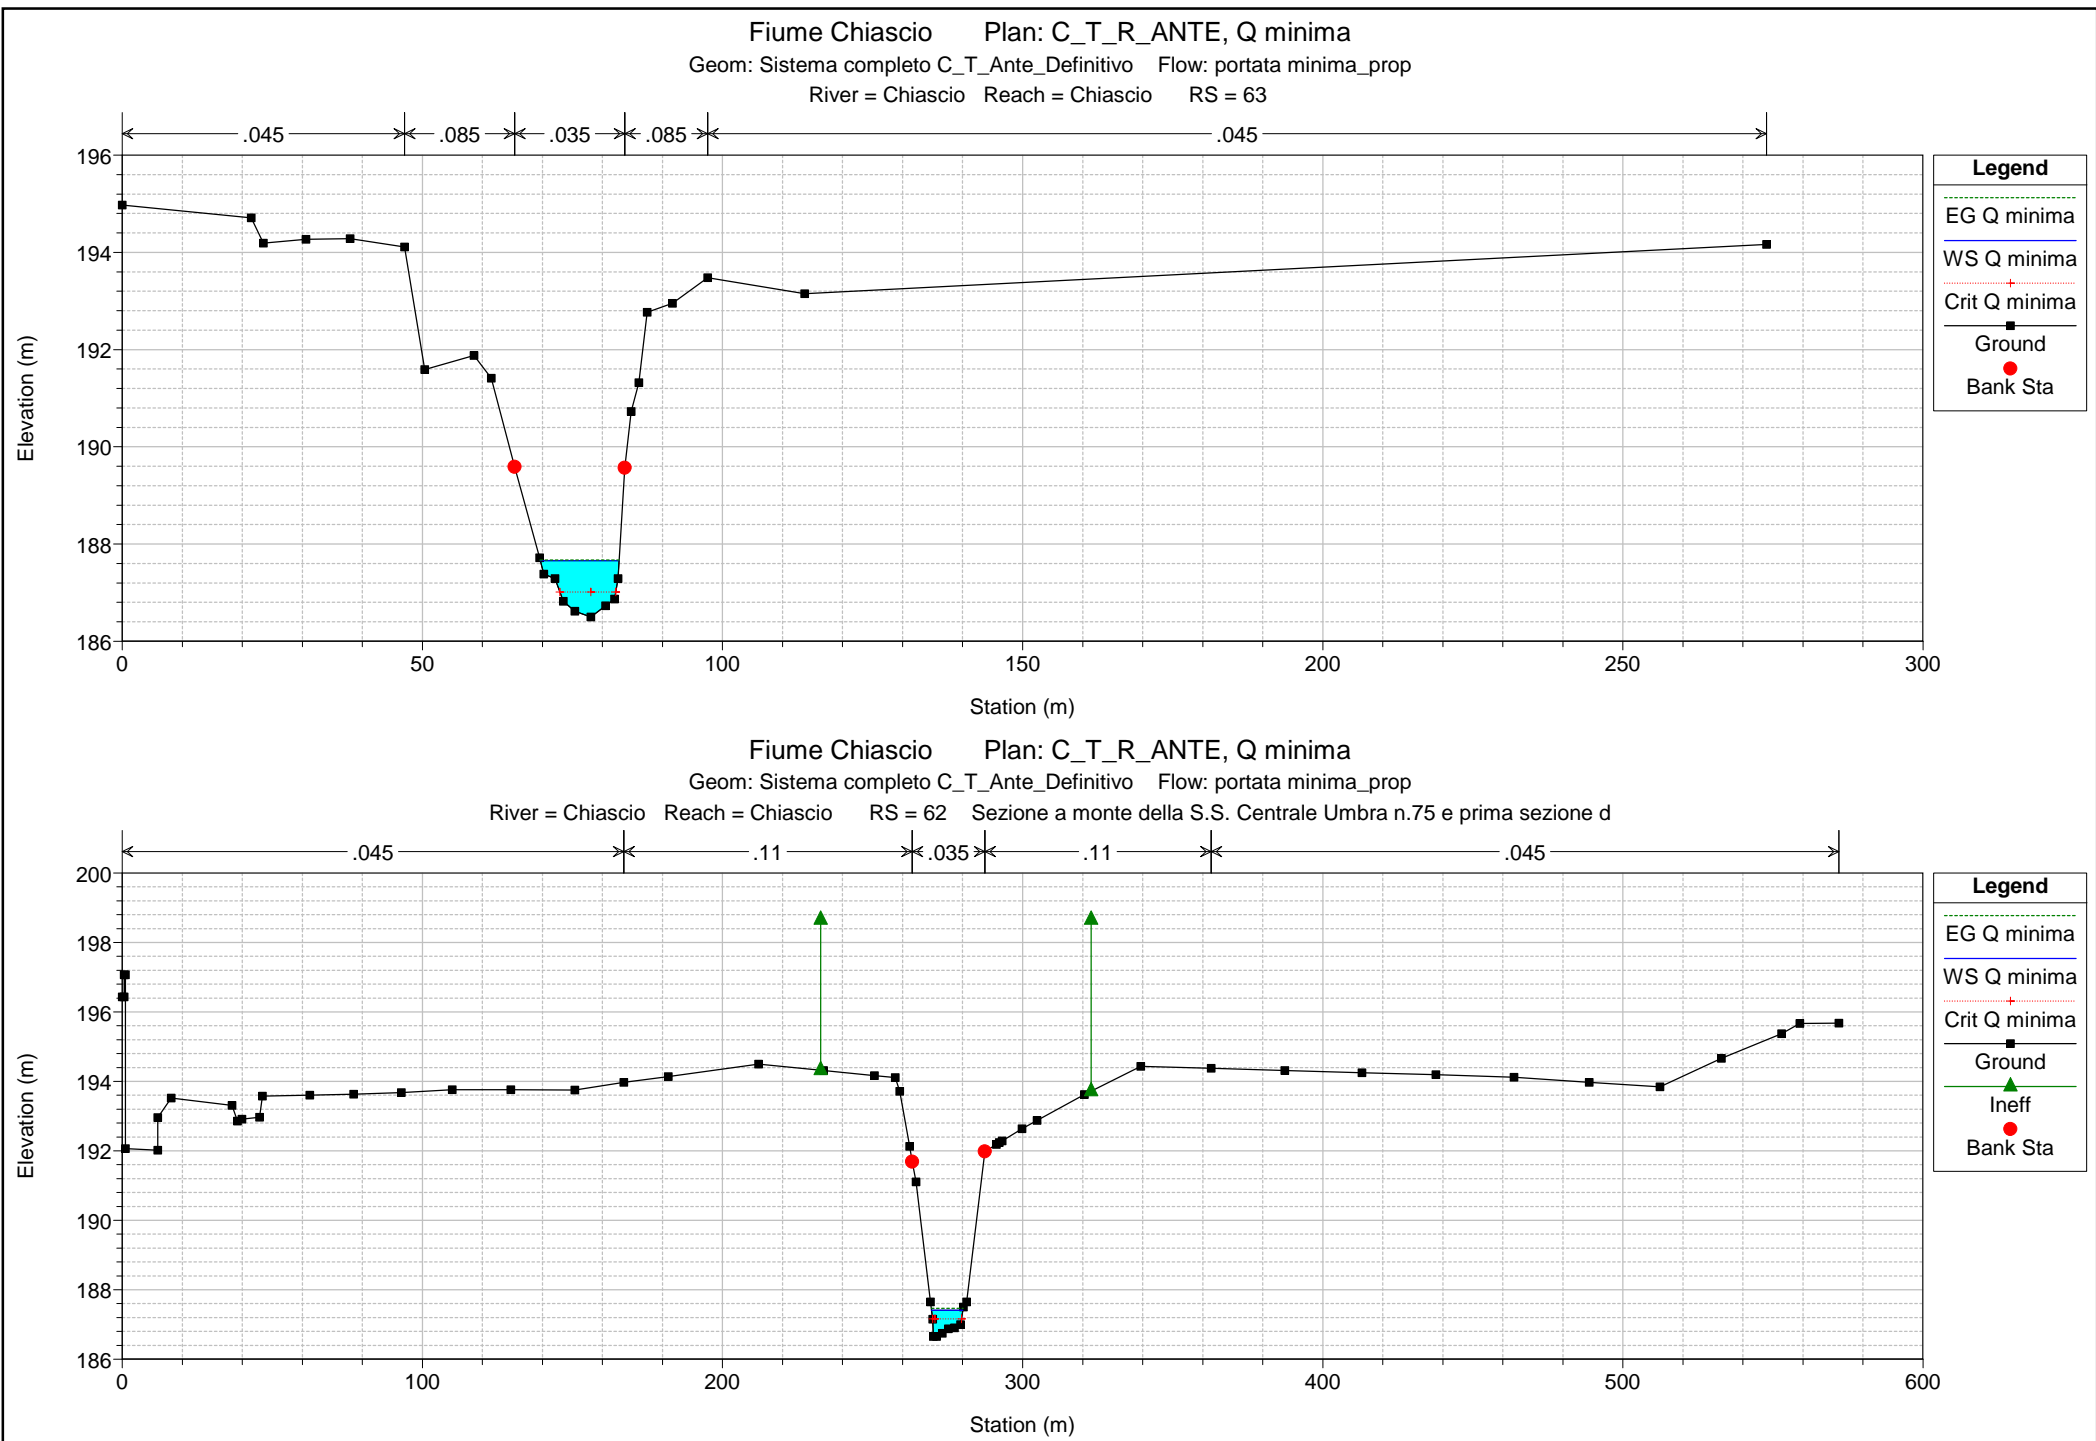 Fiume Chiascio Plan: C_T_R_ANTE, Q minima
Geom: Sistema completo C_T_Ante_Definitivo Flow: portata minima_prop
River = Chiascio Reach = Chiascio RS = 63
.045 .085 .035 .085 .045
196
194
192
190
188
186
Elevation (m)
0 50 100 150 200 250 300
Station (m)
Legend
EG Q minima
WS Q minima
Crit Q minima
Ground
Bank Sta
Fiume Chiascio Plan: C_T_R_ANTE, Q minima
Geom: Sistema completo C_T_Ante_Definitivo Flow: portata minima_prop
River = Chiascio Reach = Chiascio RS = 62 Sezione a monte della S.S. Centrale Umbra n.75 e prima sezione d
.045 .11 .035 .11 .045
200
198
196
194
192
190
188
186
Elevation (m)
0 100 200 300 400 500 600
Station (m)
Legend
EG Q minima
WS Q minima
Crit Q minima
Ground
Ineff
Bank Sta